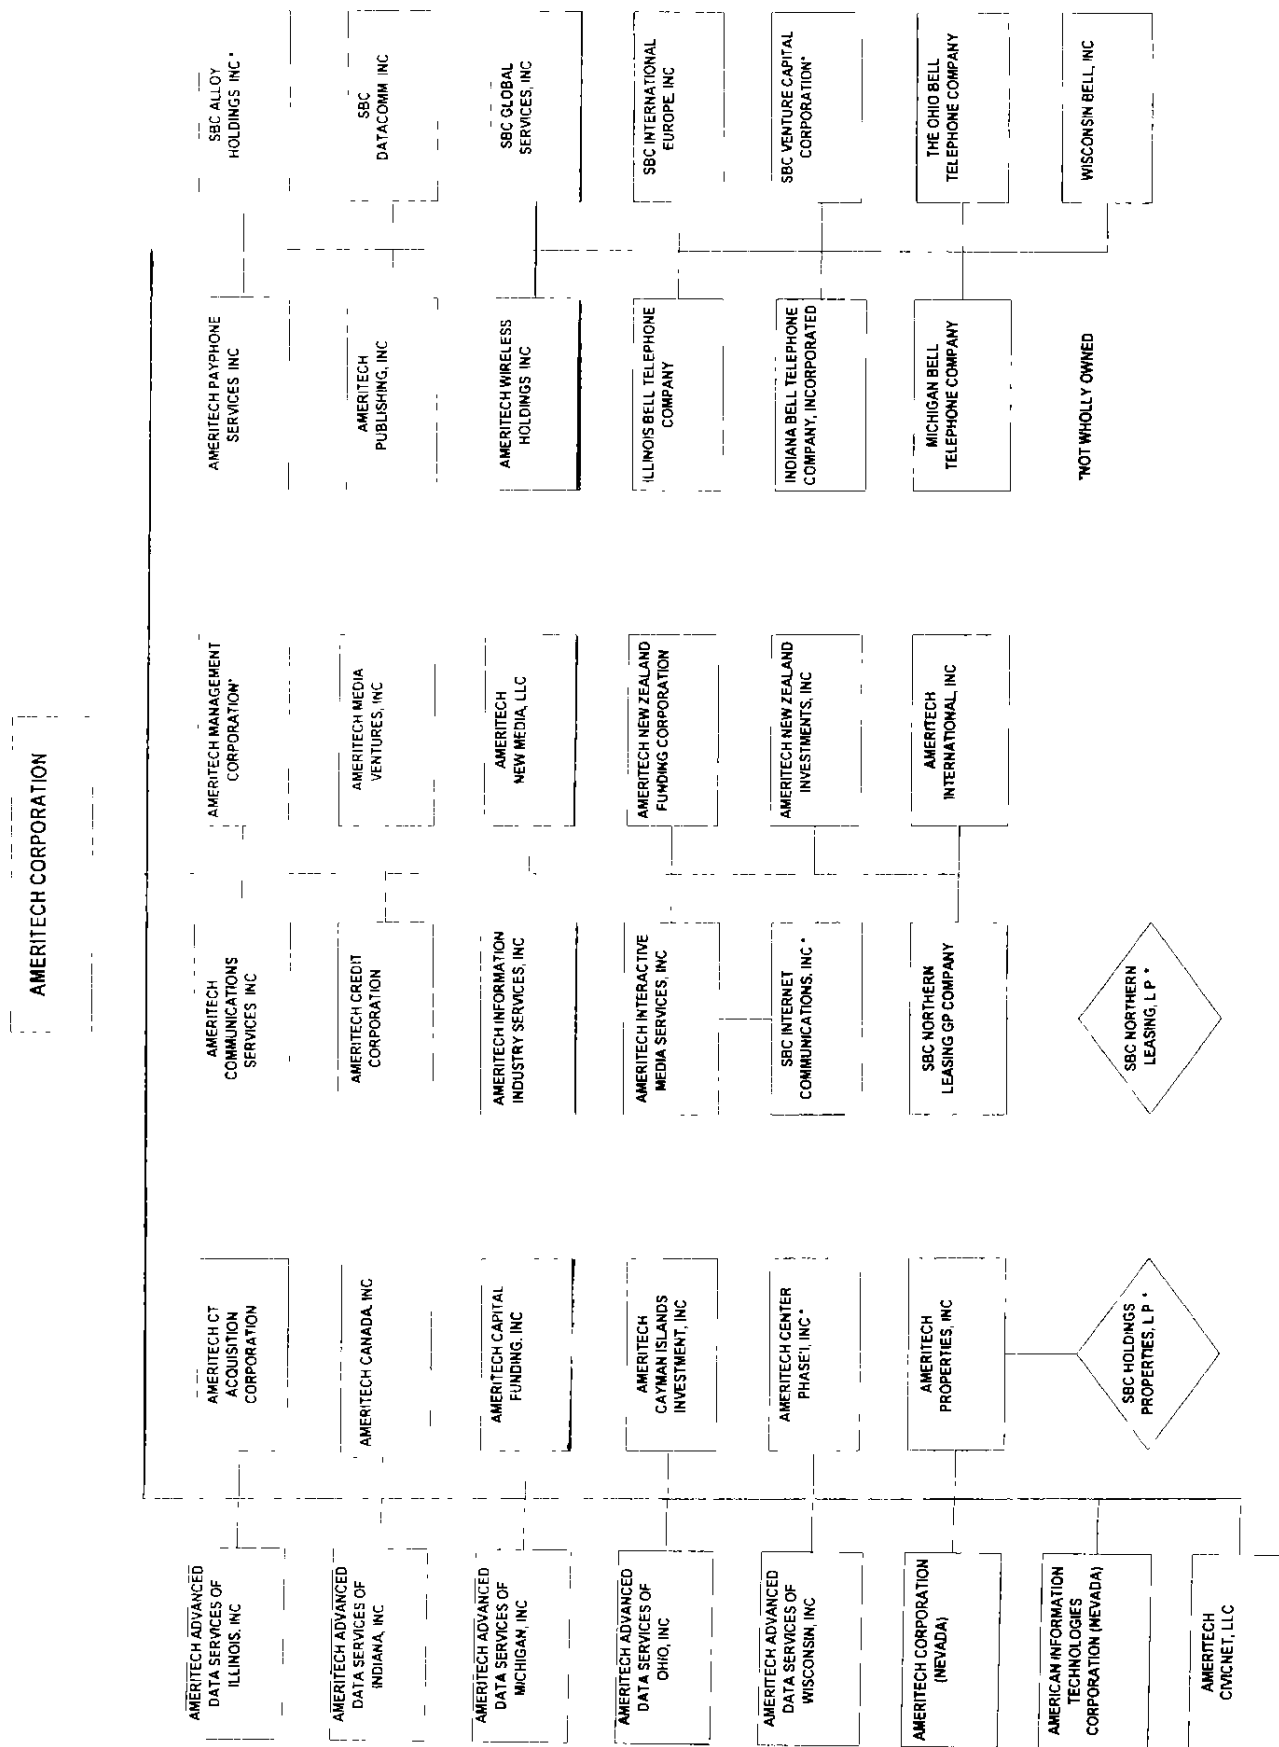 AMERITECH CORPORATION
AMERITECH ADVANCED
DATA SERVICES OF
ILLINOIS, INC
AMERITECH ADVANCED
DATA SERVICES OF
INDIANA, INC
AMERITECH ADVANCED
DATA SERVICES OF
MICHIGAN, INC
AMERITECH ADVANCED
DATA SERVICES OF
OHIO, INC
AMERITECH ADVANCED
DATA SERVICES OF
WISCONSIN, INC
AMERITECH CORPORATION
(NEVADA)
AMERICAN INFORMATION
TECHNOLOGIES
CORPORATION (NEVADA)
AMERITECH
CIVICNET, LLC
AMERITECH CT
ACQUISITION
CORPORATION
AMERITECH CANADA, INC
AMERITECH CAPITAL
FUNDING, INC
AMERITECH
CAYMAN ISLANDS
INVESTMENT, INC
AMERITECH CENTER
PHASE I, INC *
AMERITECH
PROPERTIES, INC
SBC HOLDINGS
PROPERTIES, L P *
AMERITECH
COMMUNICATIONS
SERVICES INC
AMERITECH CREDIT
CORPORATION
AMERITECH INFORMATION
INDUSTRY SERVICES, INC
AMERITECH INTERACTIVE
MEDIA SERVICES, INC
SBC INTERNET
COMMUNICATIONS, INC *
SBC NORTHERN
LEASING GP COMPANY
SBC NORTHERN
LEASING, L P *
AMERITECH MANAGEMENT
CORPORATION*
AMERITECH MEDIA
VENTURES, INC
AMERITECH
NEW MEDIA, LLC
AMERITECH NEW ZEALAND
FUNDING CORPORATION
AMERITECH NEW ZEALAND
INVESTMENTS, INC
AMERITECH
INTERNATIONAL, INC
AMERITECH PAYPHONE
SERVICES INC
AMERITECH
PUBLISHING, INC
AMERITECH WIRELESS
HOLDINGS INC
ILLINOIS BELL TELEPHONE
COMPANY
INDIANA BELL TELEPHONE
COMPANY, INCORPORATED
MICHIGAN BELL
TELEPHONE COMPANY
*NOT WHOLLY OWNED
SBC ALLOY
HOLDINGS INC *
SBC
DATACOMM INC
SBC GLOBAL
SERVICES, INC
SBC INTERNATIONAL
EUROPE, INC
SBC VENTURE CAPITAL
CORPORATION*
THE OHIO BELL
TELEPHONE COMPANY
WISCONSIN BELL, INC